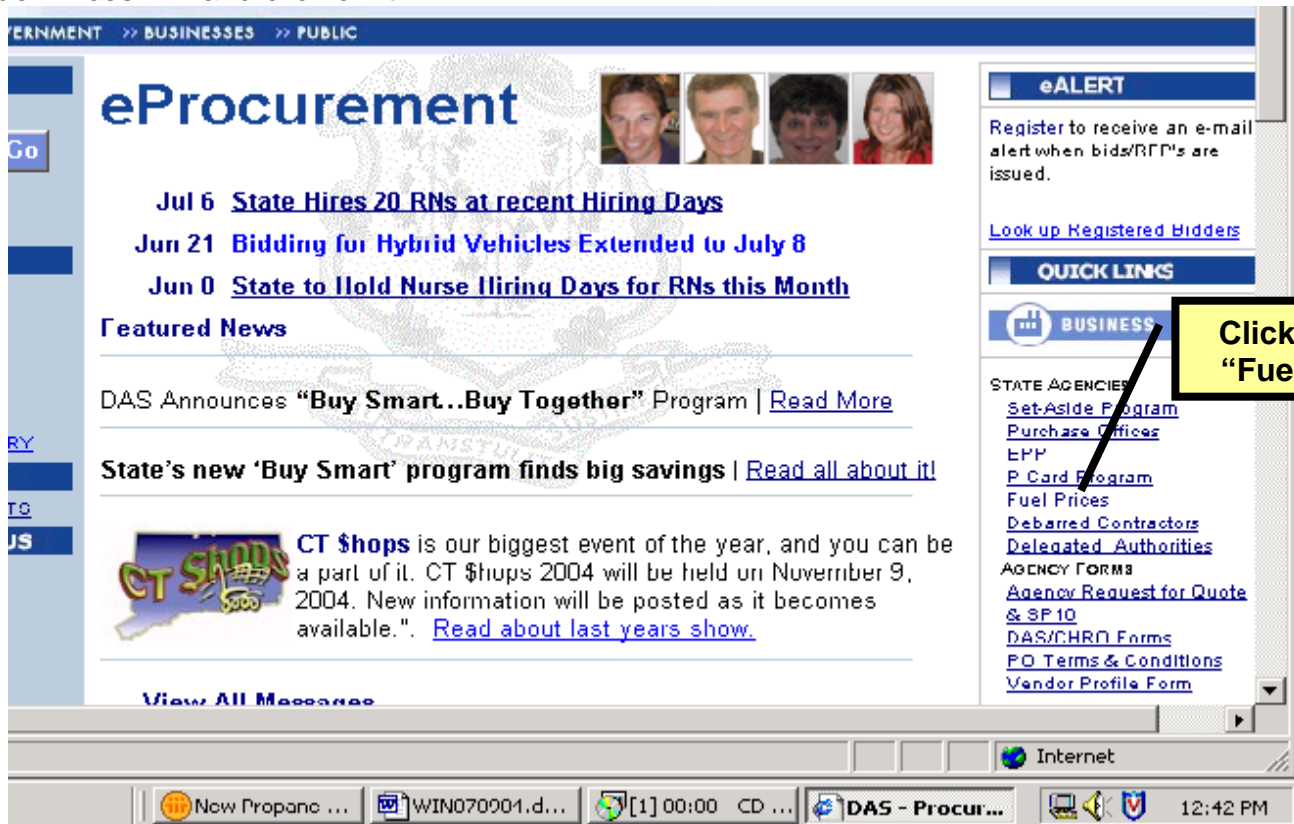 ERNMENT >> BUSINESSES >> PUBLIC
Go
RY
TS
US
eProcurement
Jul 6 State Hires 20 RNs at recent Hiring Days
Jun 21 Bidding for Hybrid Vehicles Extended to July 8
Jun 0 State to Hold Nurse Hiring Days for RNs this Month
Featured News
DAS Announces “Buy Smart...Buy Together” Program | Read More
State’s new ‘Buy Smart’ program finds big savings | Read all about it!
CT Shops
CT $hops is our biggest event of the year, and you can be
a part of it. CT $hops 2004 will be held on November 9,
2004. New information will be posted as it becomes
available.". Read about last years show.
View All Messages
eALERT
Register to receive an e-mail
alert when bids/RFP's are
issued.
Look up Registered Bidders
QUICK LINKS
BUSINESS
Click
“Fue
STATE AGENCIES
Set-Aside Program
Purchase Offices
EPP
P Card Program
Fuel Prices
Debarred Contractors
Delegated Authorities
AGENCY FORMS
Agency Request for Quote
& SP10
DAS/CHRO Forms
PO Terms & Conditions
Vendor Profile Form
Internet
New Propane ... WIN070904.d... [1] 00:00 CD ... DAS - Procur... 12:42 PM